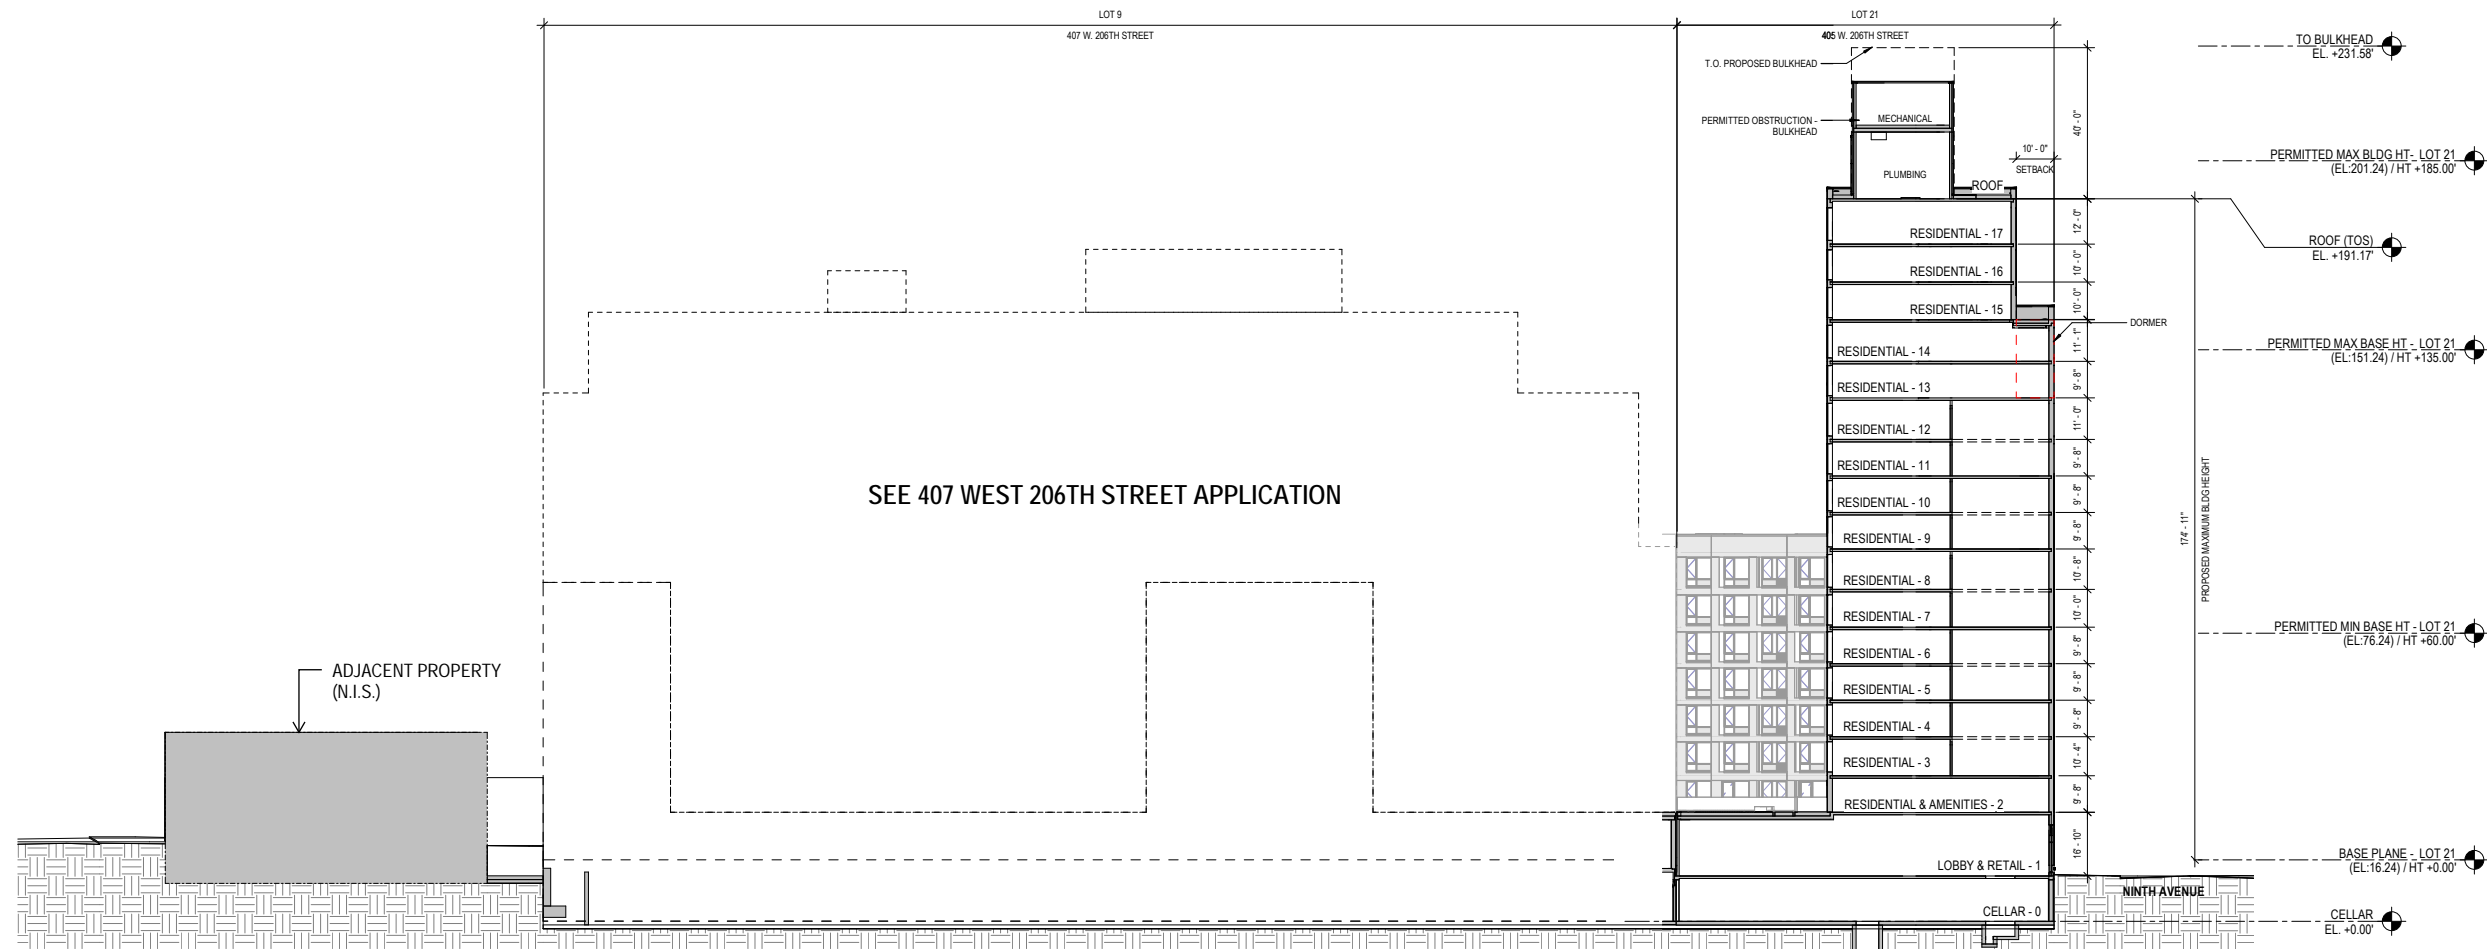 LOT 9
407 W. 206TH STREET
LOT 21
405 W. 206TH STREET
TO BULKHEAD
EL. +231.58'
T.O. PROPOSED BULKHEAD
PERMITTED OBSTRUCTION -
BULKHEAD
MECHANICAL
PLUMBING
ROOF
10' - 0"
SETBACK
40' - 0"
PERMITTED MAX BLDG HT- LOT 21
(EL:201.24) / HT +185.00'
ROOF (TOS)
EL. +191.17'
RESIDENTIAL - 17
12' - 0"
RESIDENTIAL - 16
10' - 0"
RESIDENTIAL - 15
10' - 0"
DORMER
RESIDENTIAL - 14
11' - 1"
PERMITTED MAX BASE HT - LOT 21
(EL:151.24) / HT +135.00'
RESIDENTIAL - 13
9' - 8"
RESIDENTIAL - 12
11' - 0"
RESIDENTIAL - 11
9' - 8"
SEE 407 WEST 206TH STREET APPLICATION
RESIDENTIAL - 10
9' - 8"
RESIDENTIAL - 9
9' - 8"
174' - 11"
PROPOSED MAXIMUM BLDG HEIGHT
RESIDENTIAL - 8
10' - 8"
RESIDENTIAL - 7
10' - 0"
PERMITTED MIN BASE HT - LOT 21
(EL:76.24) / HT +60.00'
RESIDENTIAL - 6
9' - 8"
RESIDENTIAL - 5
9' - 8"
ADJACENT PROPERTY
(N.I.S.)
RESIDENTIAL - 4
9' - 8"
RESIDENTIAL - 3
10' - 4"
RESIDENTIAL & AMENITIES - 2
9' - 8"
16' - 10"
LOBBY & RETAIL - 1
BASE PLANE - LOT 21
(EL:16.24) / HT +0.00'
NINTH AVENUE
CELLAR - 0
CELLAR
EL. +0.00'